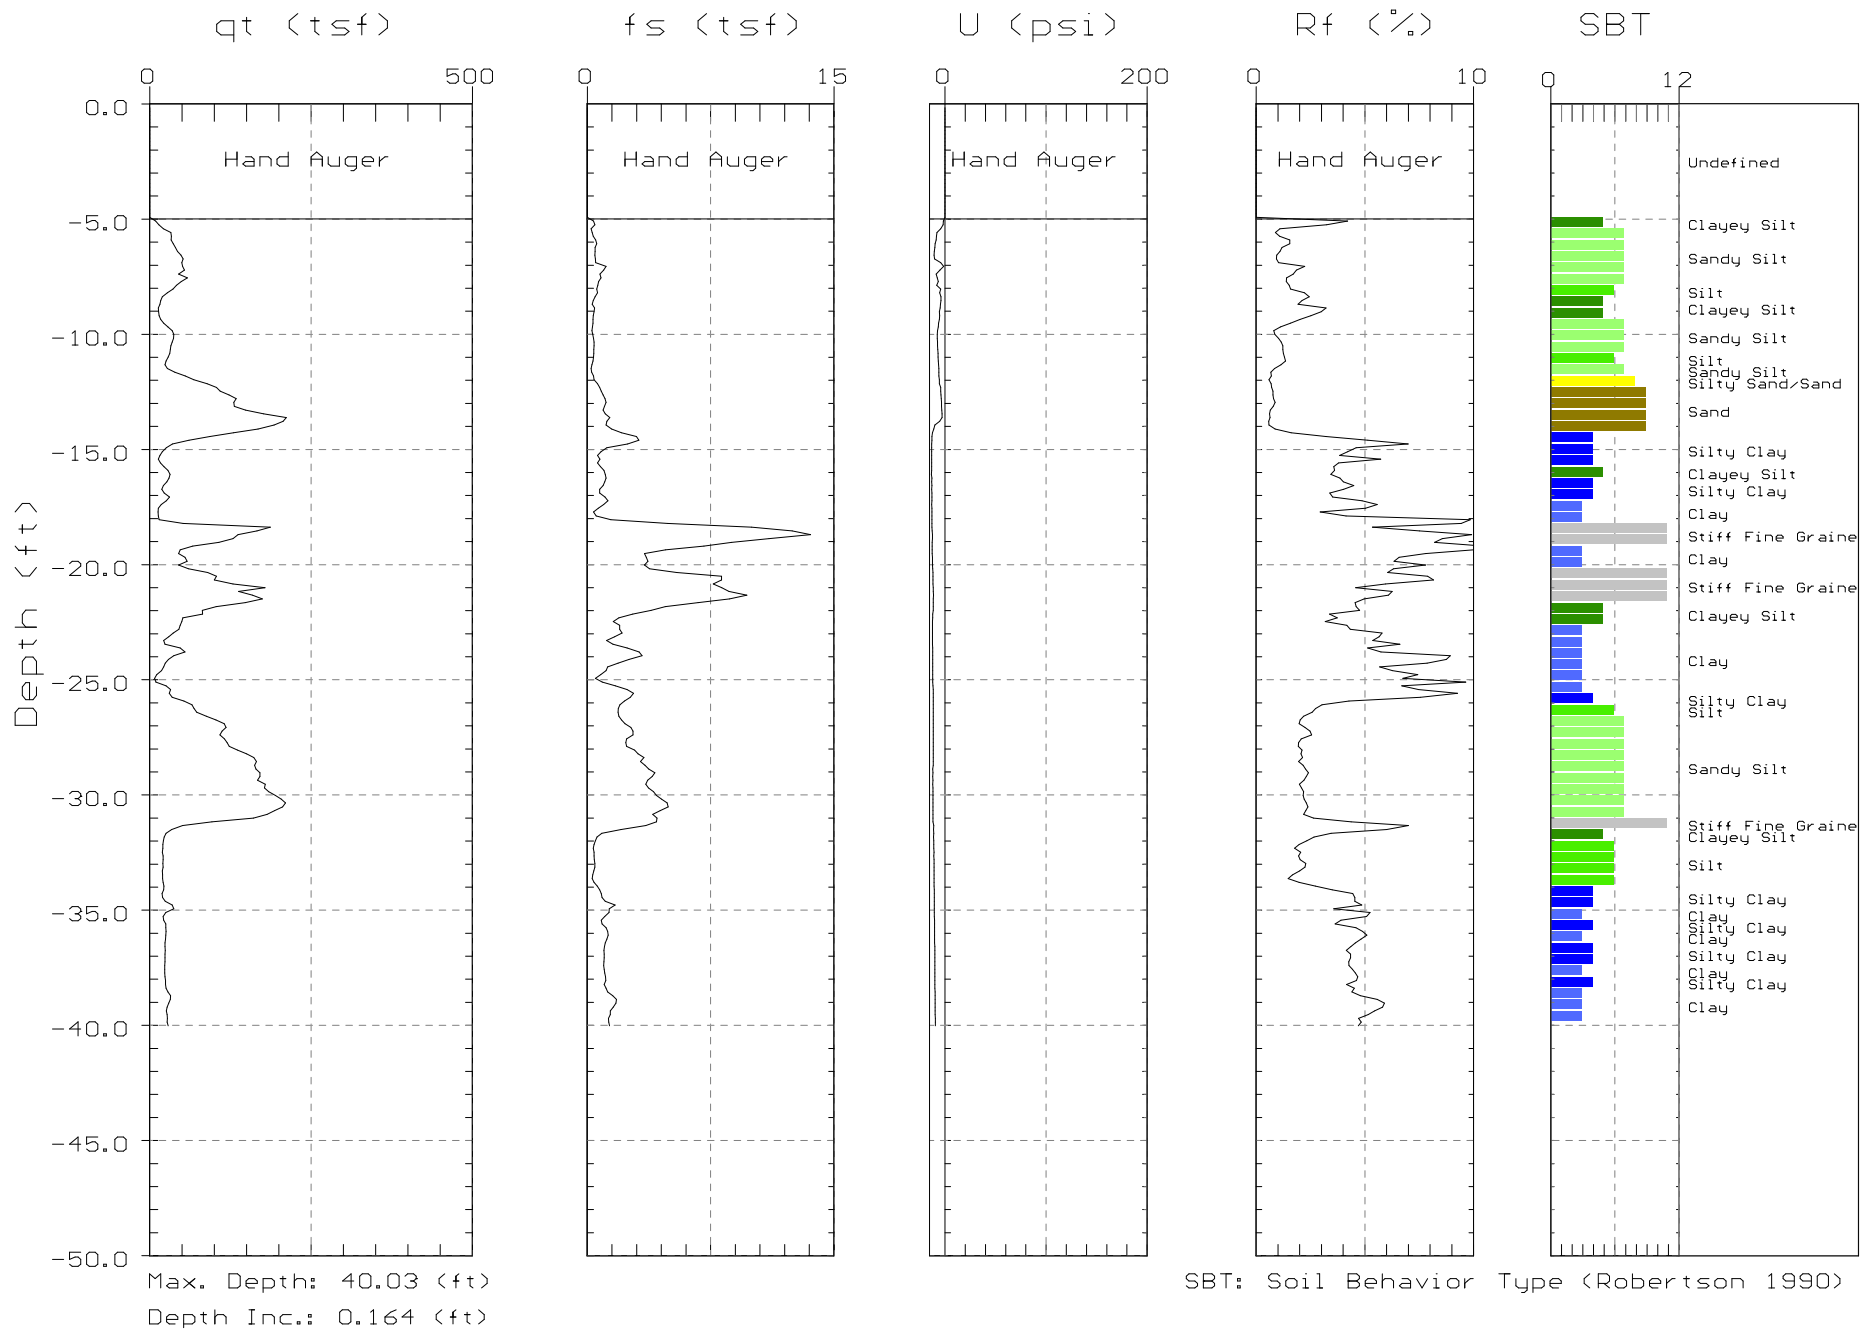 qt (tsf) fs (tsf) U (psi) Rf (%) SBT
0 500 0 15 0 200 0 10 0 12
0.0
Hand Auger Hand Auger Hand Auger Hand Auger
Undefined
-5.0
Clayey Silt
Sandy Silt
Silt
Clayey Silt
-10.0
Sandy Silt
Silt
Sandy Silt
Silty Sand/Sand
Sand
-15.0
Silty Clay
Clayey Silt
Silty Clay
Clay
Stiff Fine Graine
-20.0
Clay
Stiff Fine Graine
Clayey Silt
Depth (ft)
Clay
-25.0
Silty Clay
Silt
Sandy Silt
-30.0
Stiff Fine Graine
Clayey Silt
Silt
Silty Clay
-35.0
Clay
Silty Clay
Clay
Silty Clay
Clay
Silty Clay
Clay
-40.0
-45.0
-50.0
Max. Depth: 40.03 (ft)
SBT: Soil Behavior Type (Robertson 1990)
Depth Inc.: 0.164 (ft)